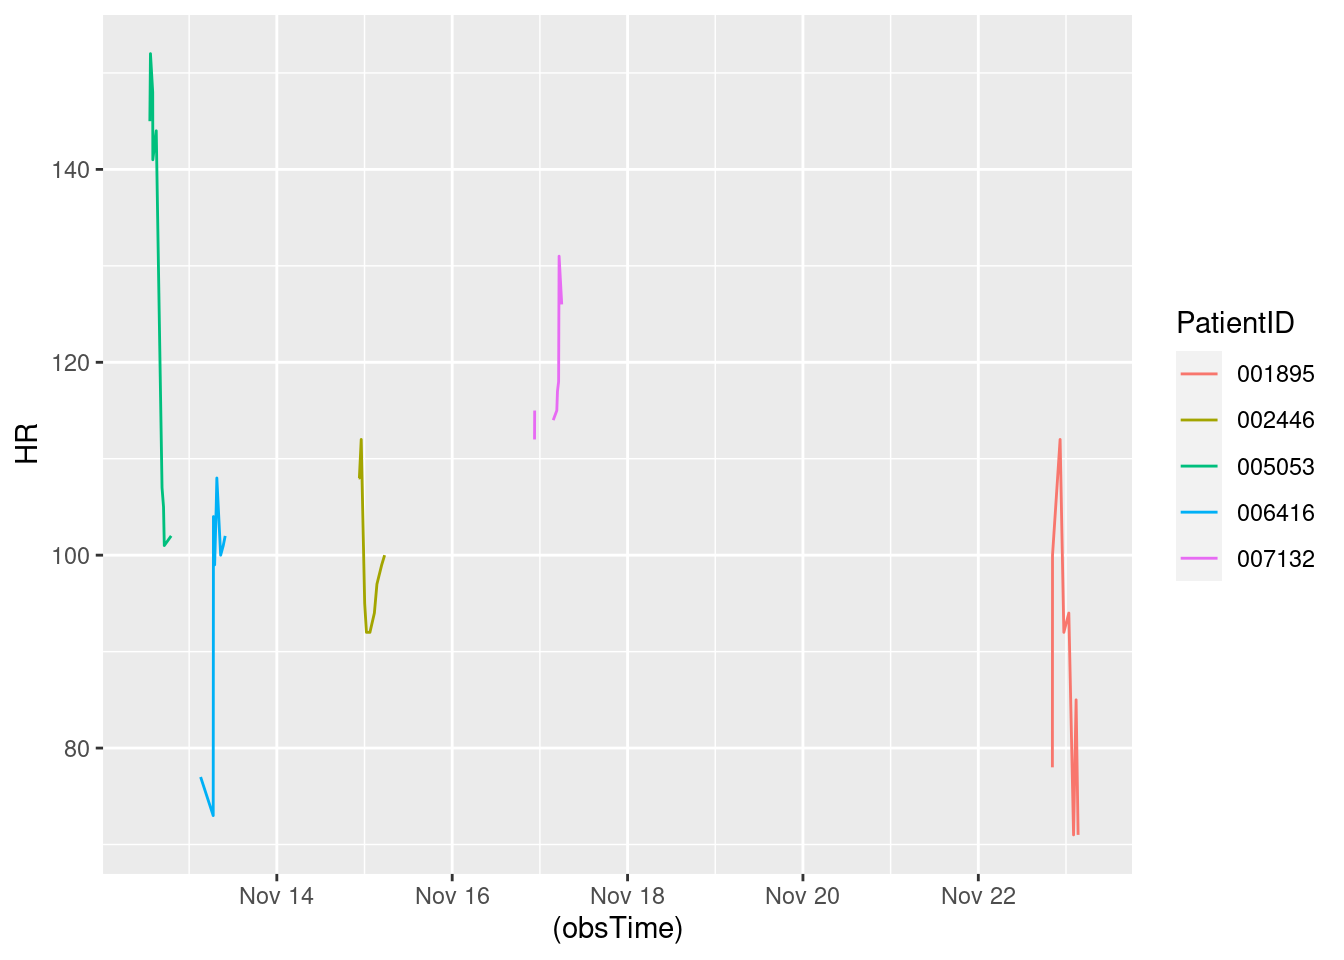 140
120
100
80
HR
Nov 14
Nov 16
Nov 18
Nov 20
Nov 22
(obsTime)
PatientID
001895
002446
005053
006416
007132